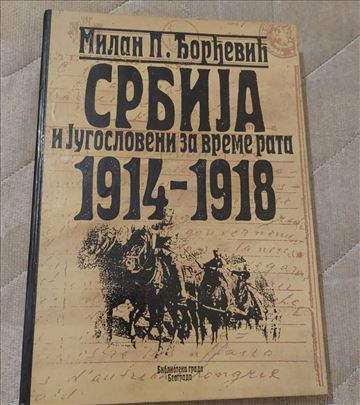 Милан П. Ђорђевић
СРБИЈА
и Југословени за време рата
1914-1918
Библиотека града
Београда